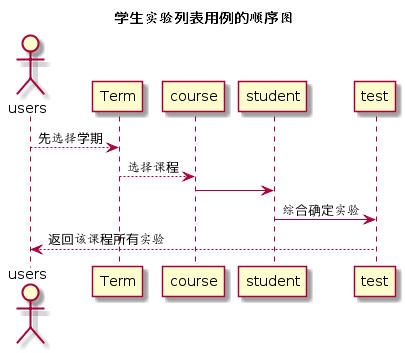 学生实验列表用例的顺序图
users
Term
course
student
test
先选择学期
选择课程
综合确定实验
返回该课程所有实验
users
Term
course
student
test